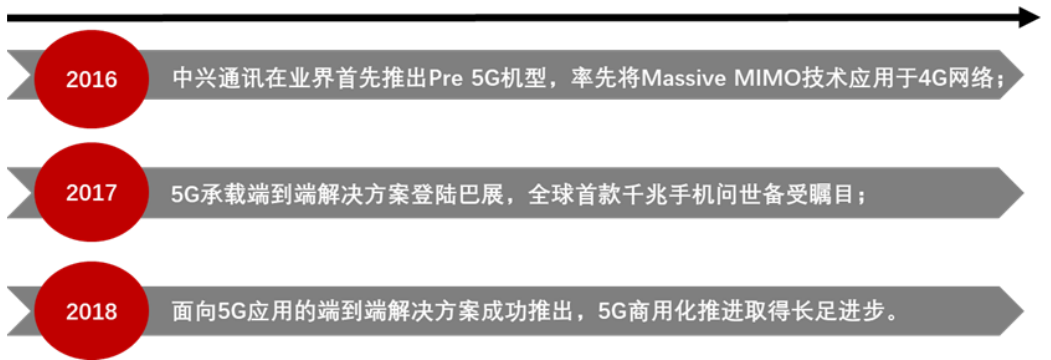 2016
中兴通讯在业界首先推出Pre 5G机型，率先将Massive MIMO技术应用于4G网络；
2017
5G承载端到端解决方案登陆巴展，全球首款千兆手机问世备受瞩目；
2018
面向5G应用的端到端解决方案成功推出，5G商用化推进取得长足进步。